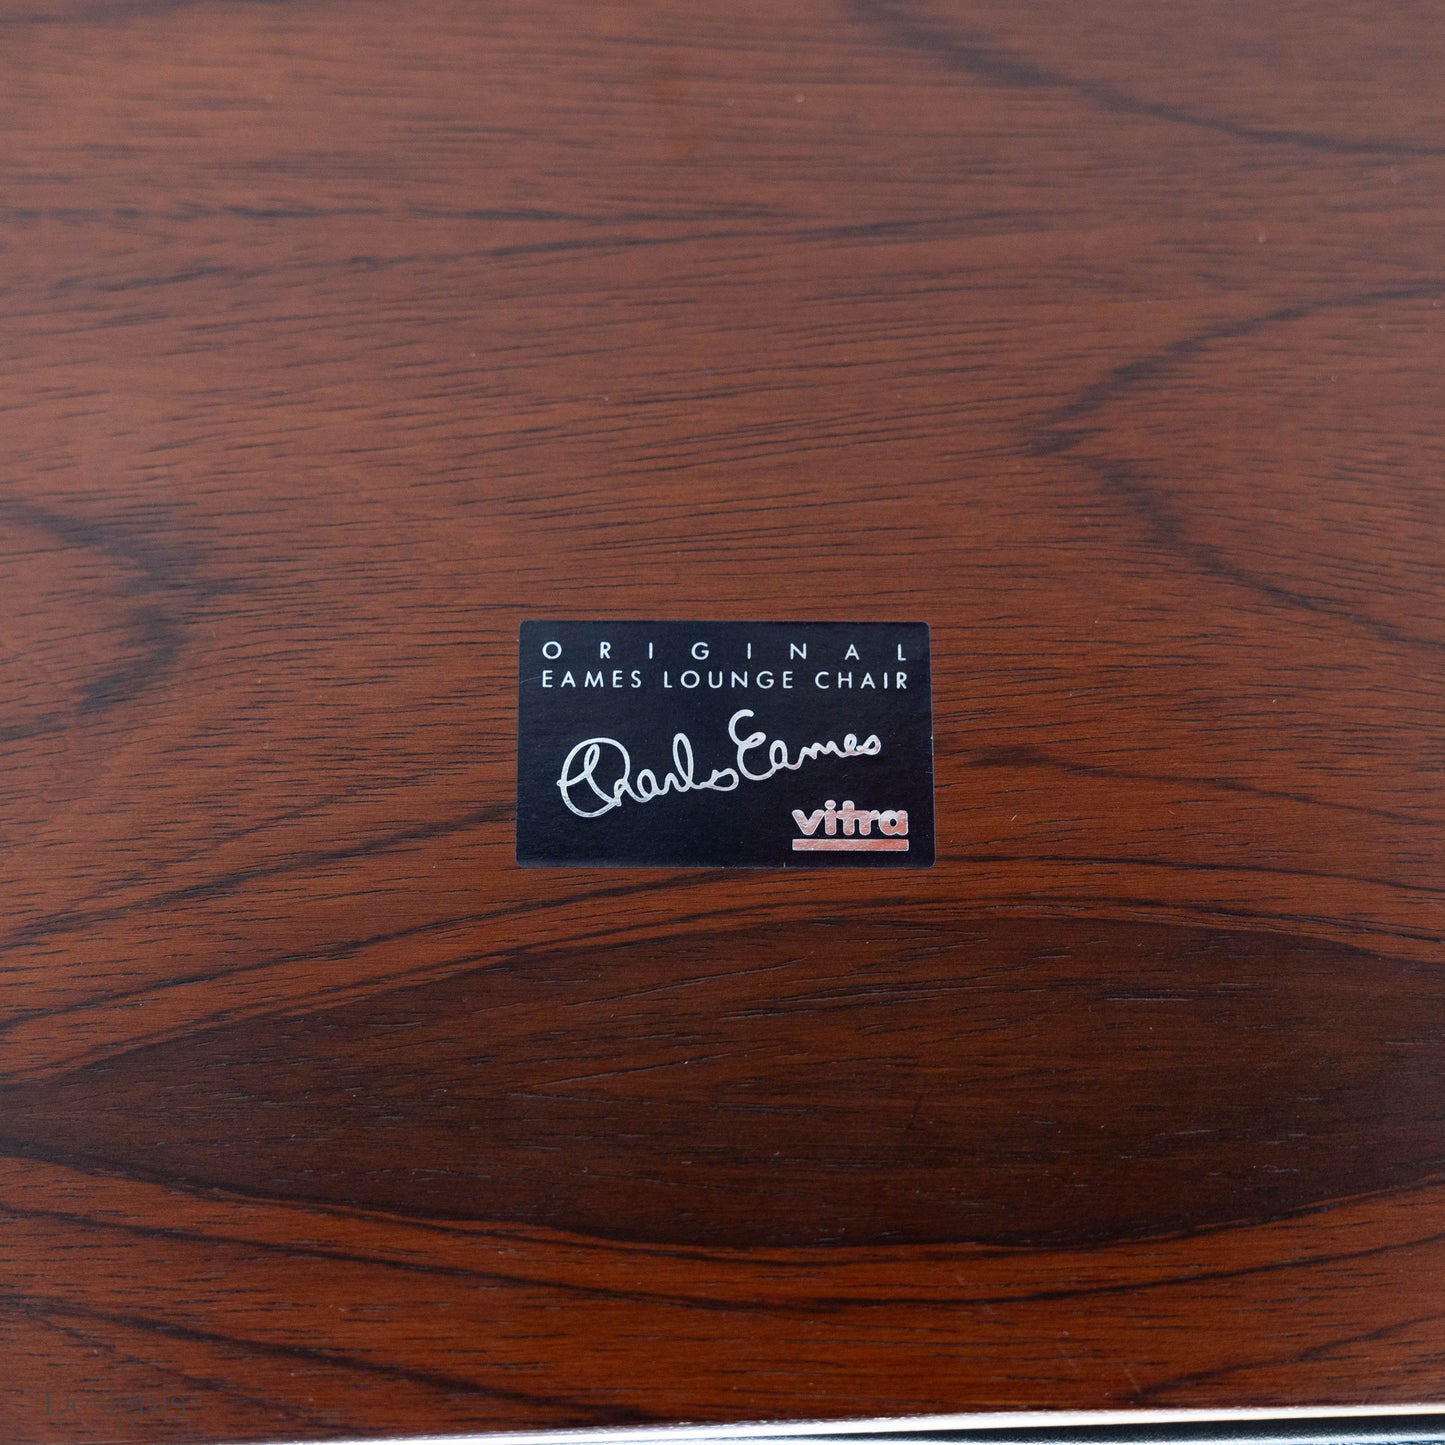 ORIGINAL
EAMES LOUNGE CHAIR
Charles Eames
vitra